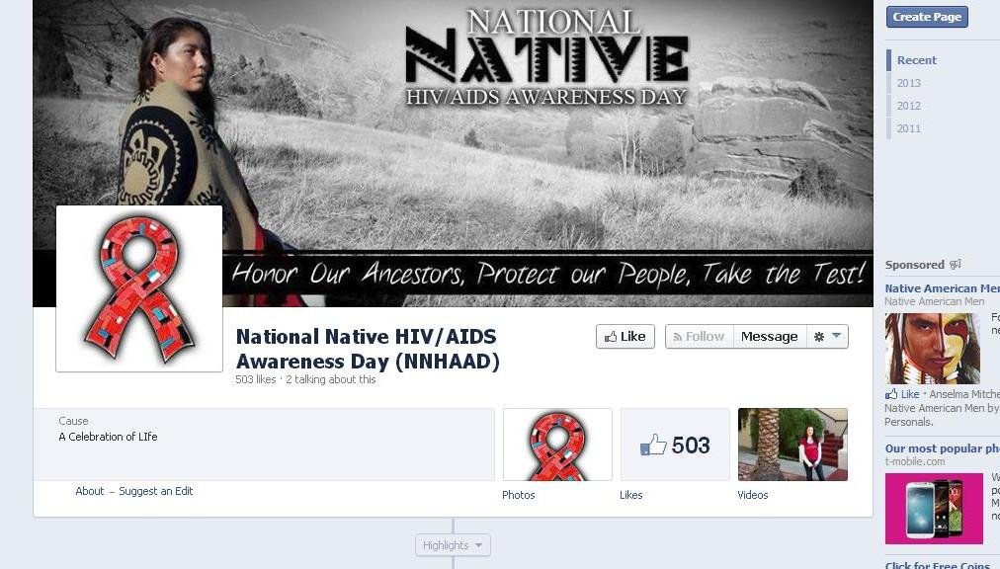 NATIONAL
NATIVE
HIV/AIDS AWARENESS DAY
Honor Our Ancestors, Protect our People, Take the Test!
National Native HIV/AIDS
Awareness Day (NNHAAD)
503 likes · 2 talking about this
Like
Follow
Message
Cause
A Celebration of LIfe
About – Suggest an Edit
503
Photos
Likes
Videos
Highlights
Create Page
Recent
2013
2012
2011
Sponsored
Native American Men
Native American Men
Like · Anselma Mitche
Native American Men by
Personals.
Our most popular ph
t-mobile.com
Click for Free Coins